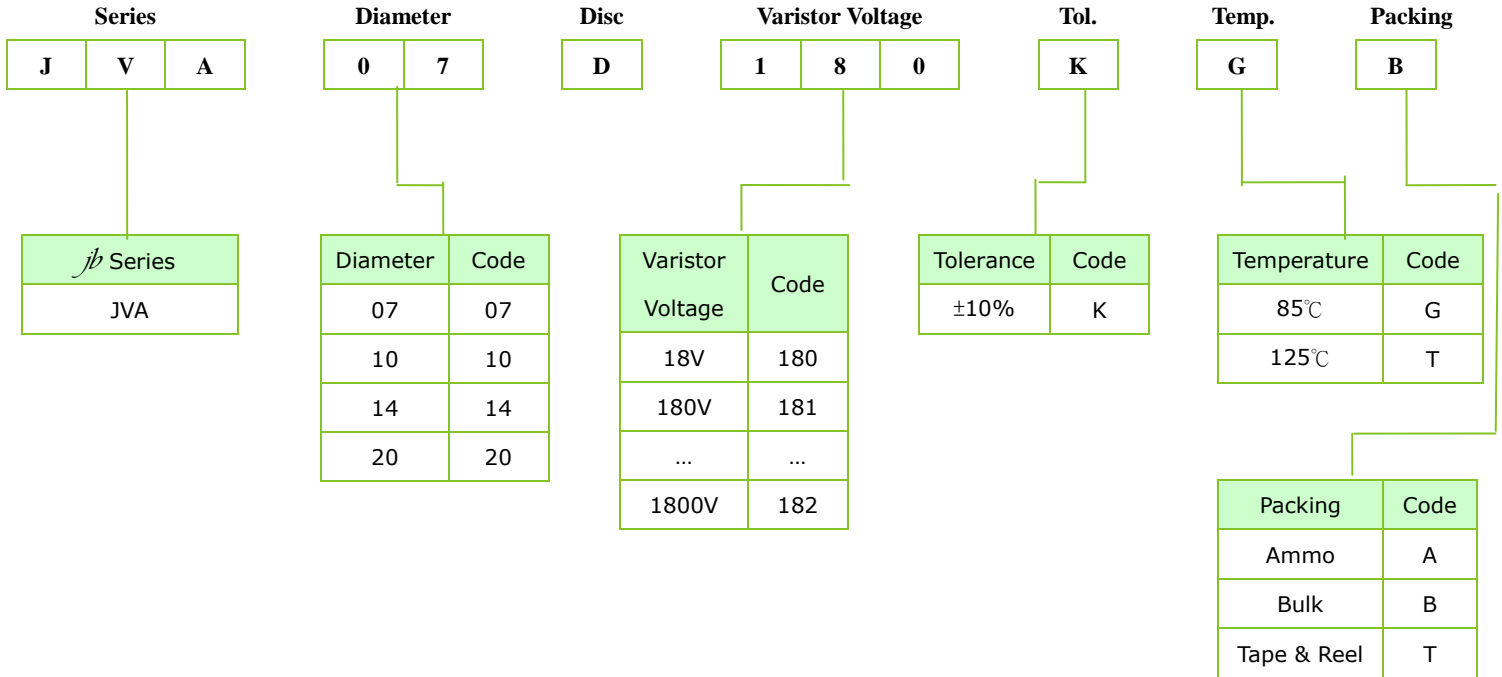 Series Diameter Disc Varistor Voltage Tol. Temp. Packing
J V A 0 7 D 1 8 0 K G B
jb Series
JVA
Diameter Code
07 07
10 10
14 14
20 20
Varistor Voltage Code
18V 180
180V 181
... ...
1800V 182
Tolerance Code
±10% K
Temperature Code
85℃ G
125℃ T
Packing Code
Ammo A
Bulk B
Tape & Reel T